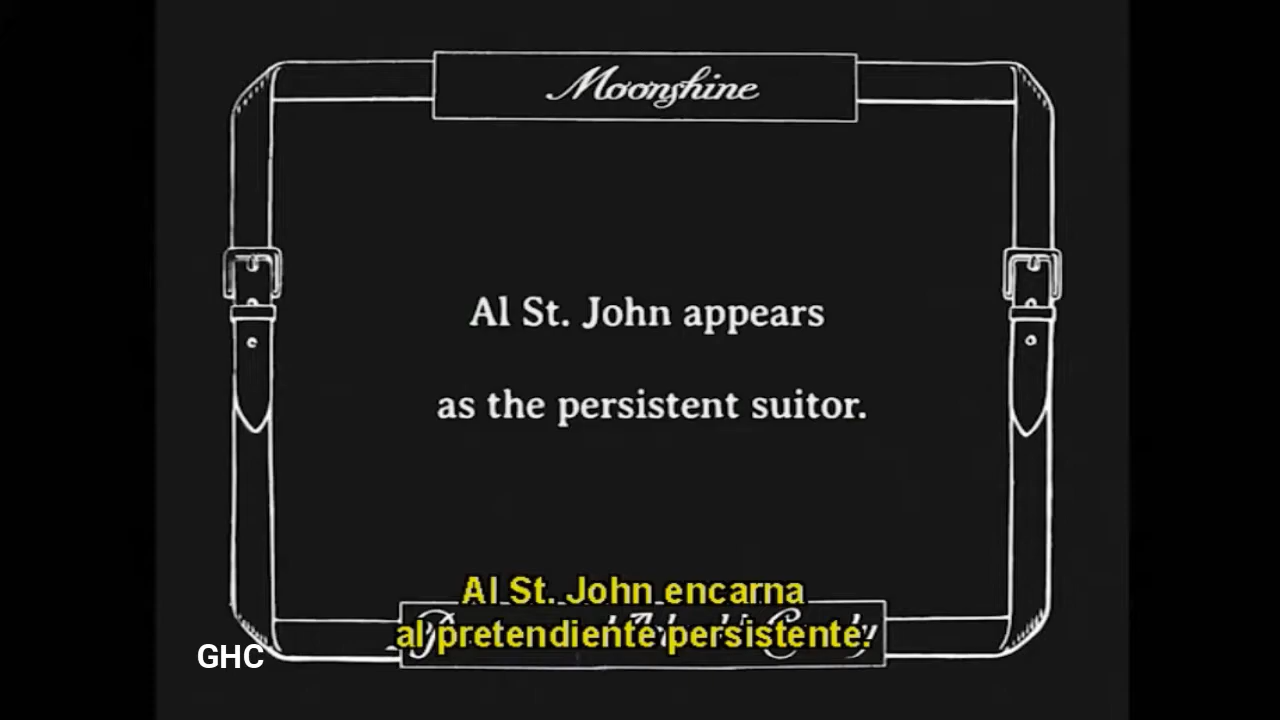 Moonshine
Al St. John appears
as the persistent suitor.
Al St. John encarna
al pretendiente persistente.
GHC